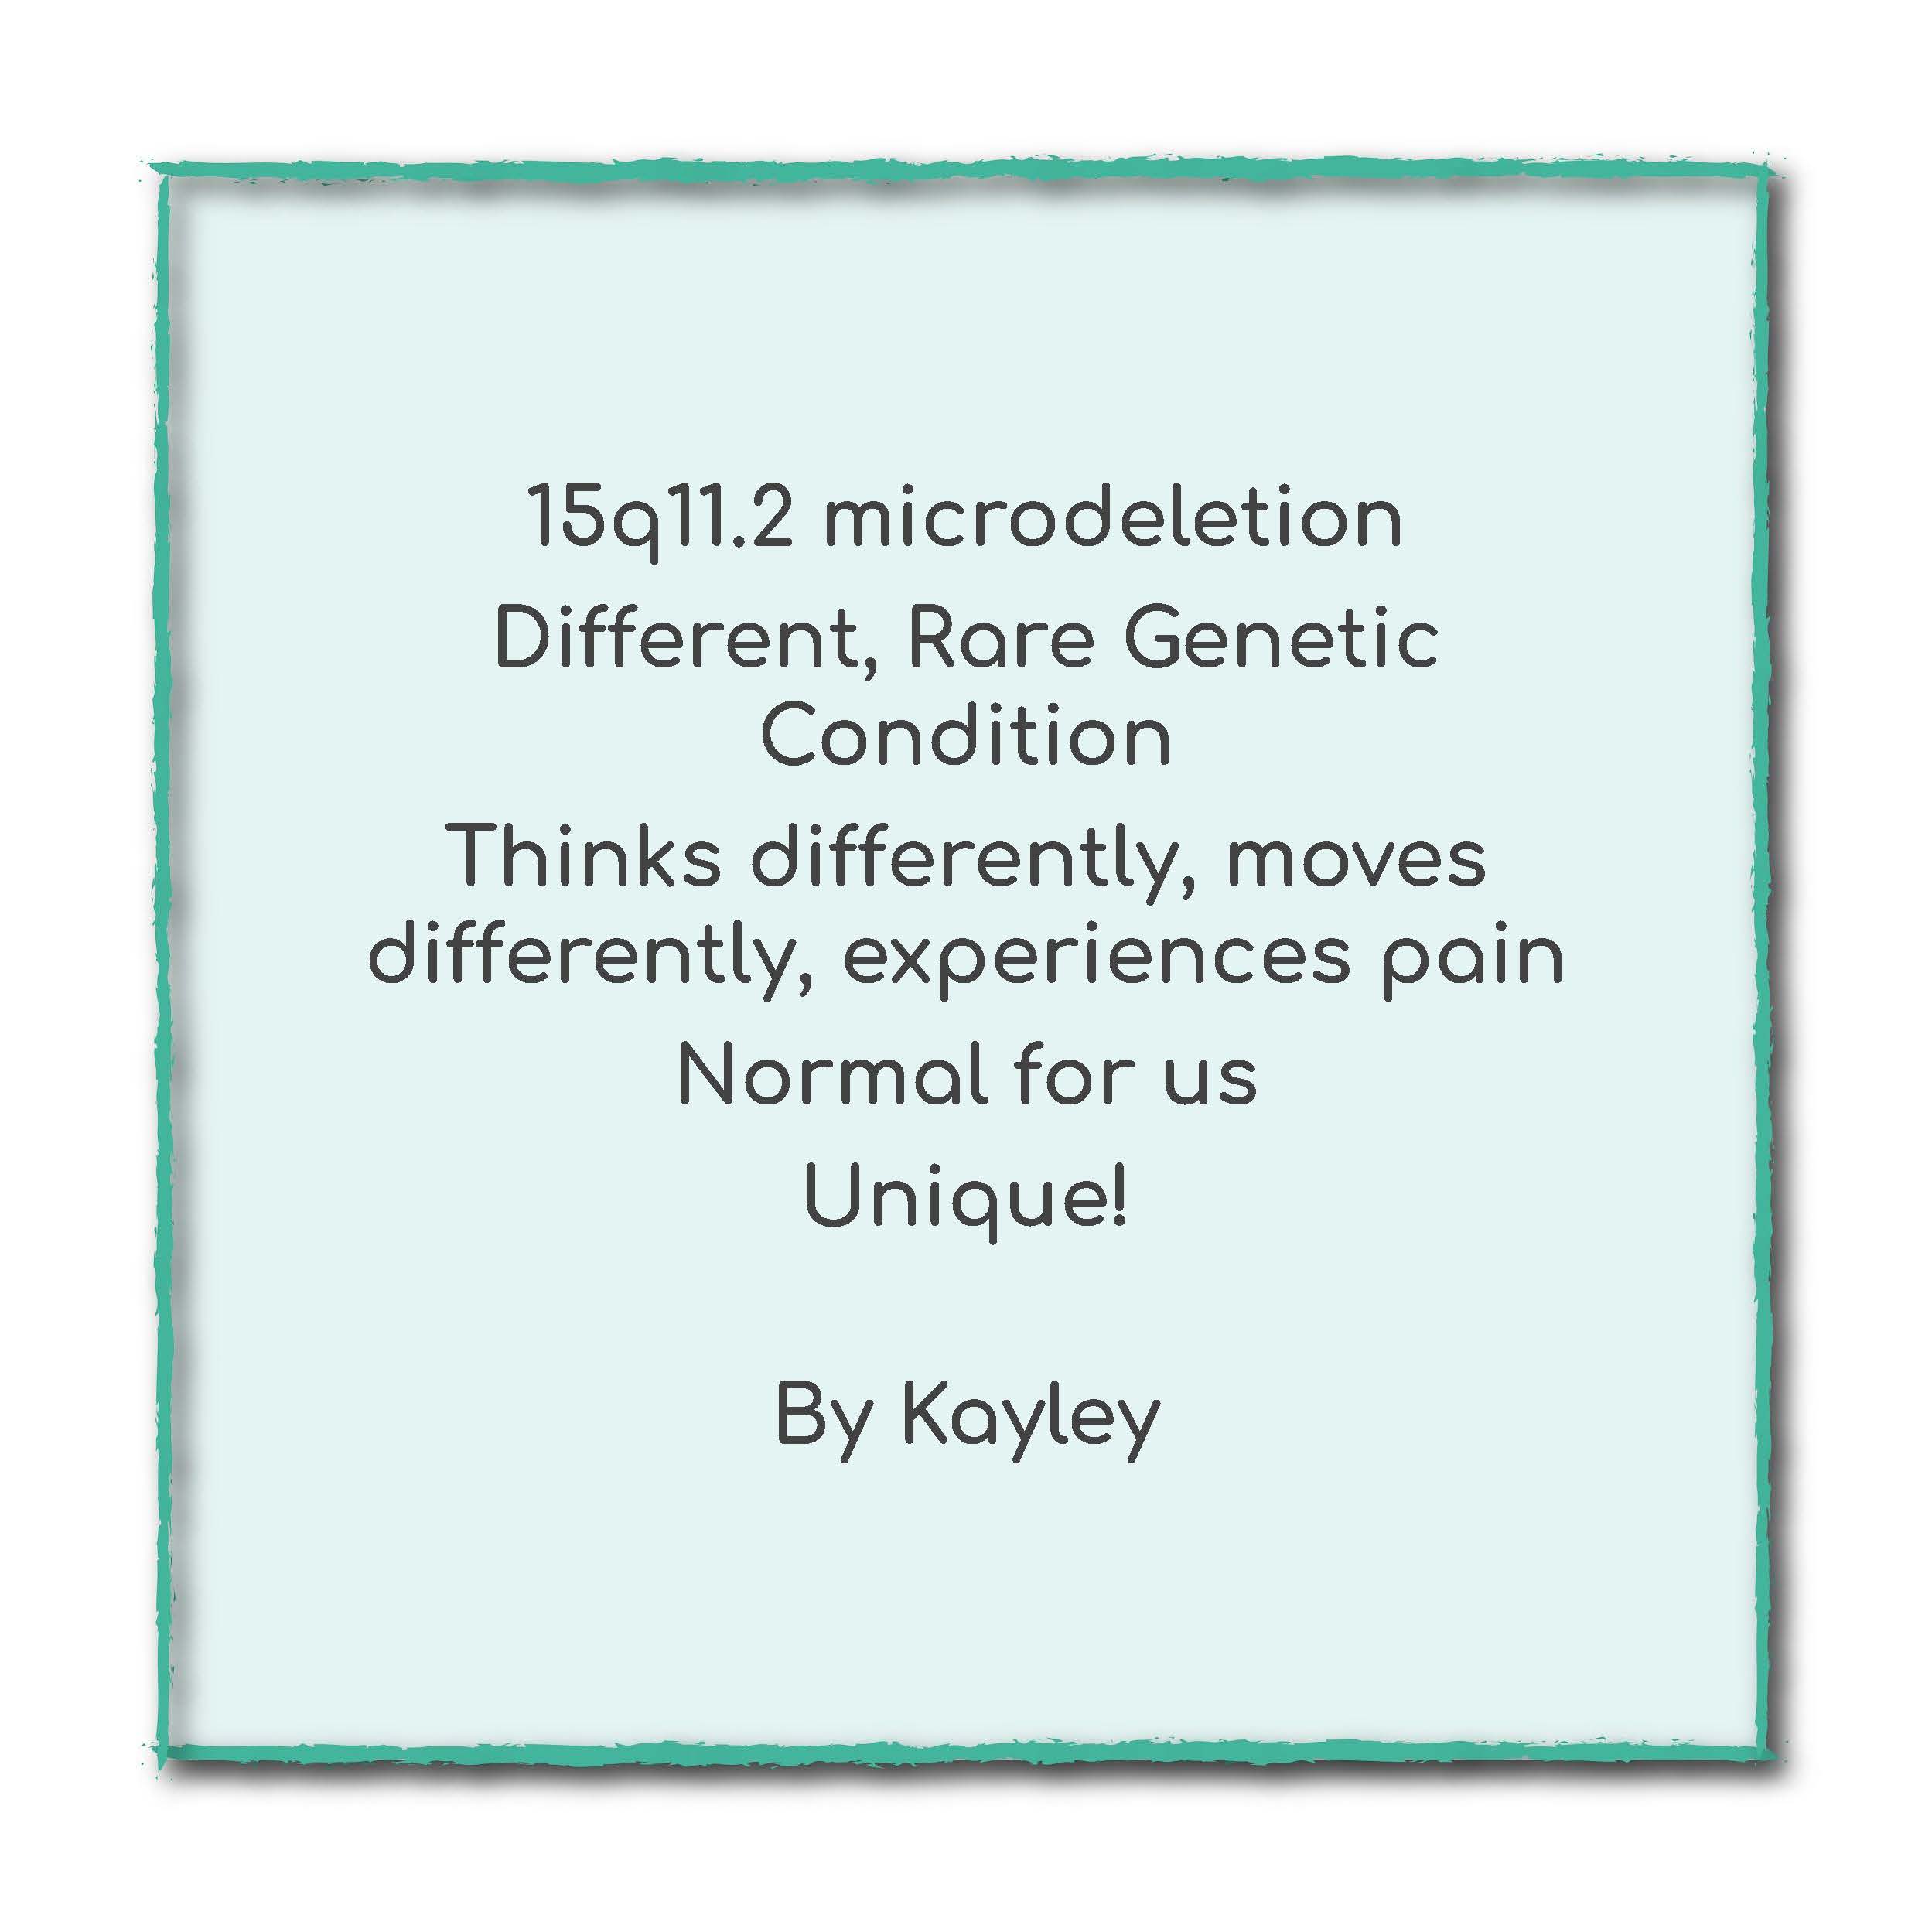 15q11.2 microdeletion
Different, Rare Genetic
Condition
Thinks differently, moves
differently, experiences pain
Normal for us
Unique!
By Kayley